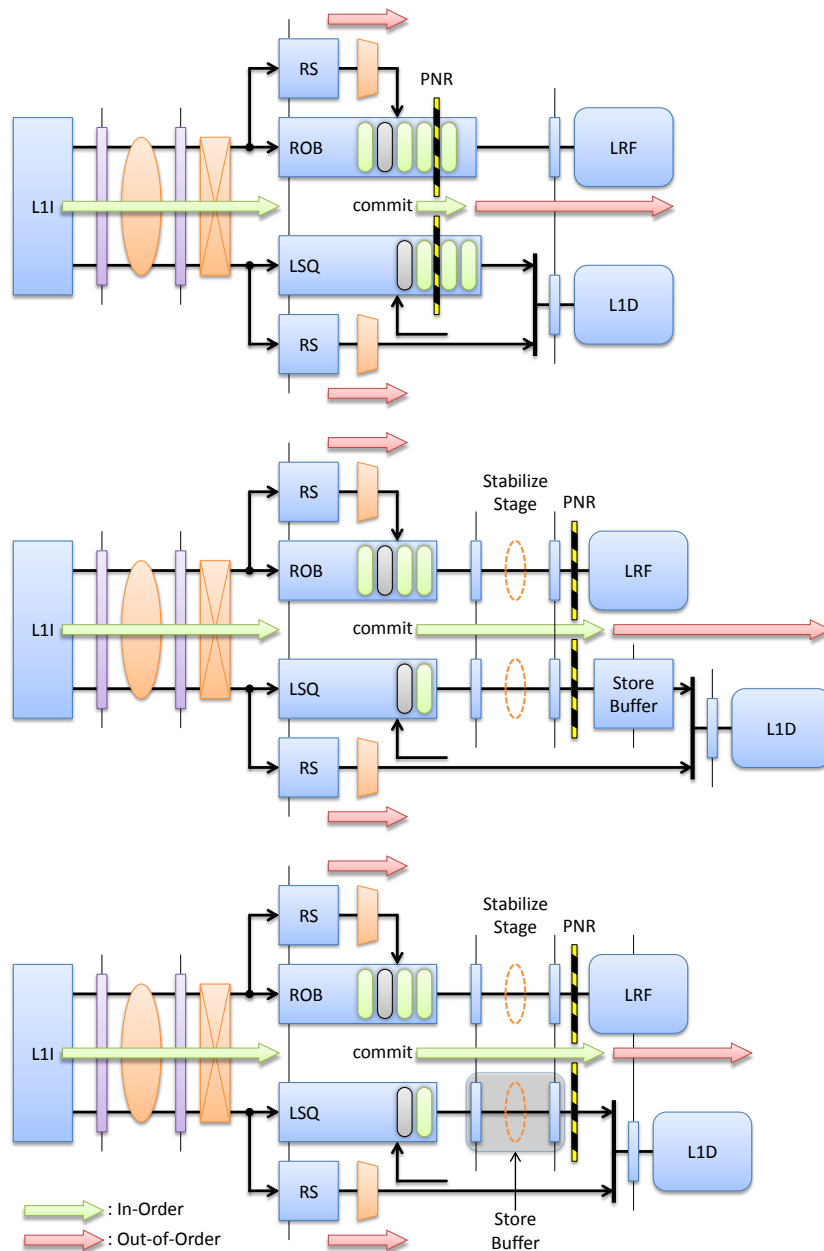 RS
PNR
ROB
LRF
L1I
commit
LSQ
L1D
RS
RS
Stabilize
Stage
PNR
ROB
LRF
L1I
commit
LSQ
Store
Buffer
L1D
RS
RS
Stabilize
Stage
PNR
ROB
LRF
L1I
commit
LSQ
L1D
RS
: In-Order
Store
Buffer
: Out-of-Order